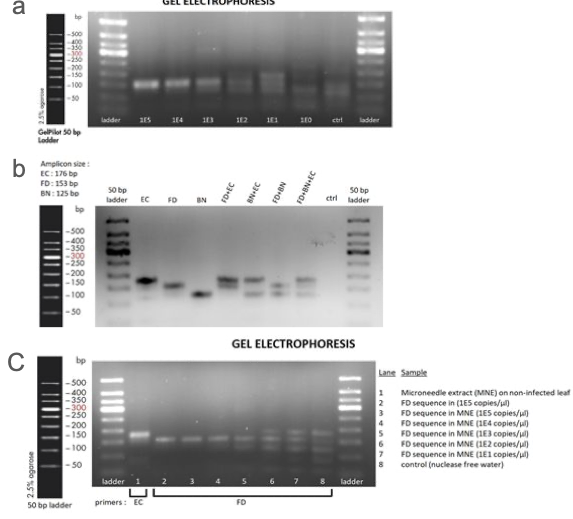 a
GEL ELECTROPHORESIS
bp
500
400
350
300
250
200
150
100
50
2.5% agarose
GelPilot 50 bp
Ladder
ladder 1E5 1E4 1E3 1E2 1E1 1E0 ctrl ladder
b
Amplicon size :
EC : 176 bp
FD : 153 bp
BN : 125 bp
50 bp
ladder
EC FD BN FD+EC BN+EC FD+BN FD+BN+EC ctrl
50 bp
ladder
bp
500
400
350
300
250
200
150
100
50
C
GEL ELECTROPHORESIS
bp
500
400
350
300
250
200
150
100
50
2.5% agarose
50 bp ladder
ladder 1 2 3 4 5 6 7 8 ladder
primers : EC FD
Lane Sample
1 Microneedle extract (MNE) on non-infected leaf
2 FD sequence in (1E5 copies/µl)
3 FD sequence in MNE (1E5 copies/µl)
4 FD sequence in MNE (1E4 copies/µl)
5 FD sequence in MNE (1E3 copies/µl)
6 FD sequence in MNE (1E2 copies/µl)
7 FD sequence in MNE (1E1 copies/µl)
8 control (nuclease free water)